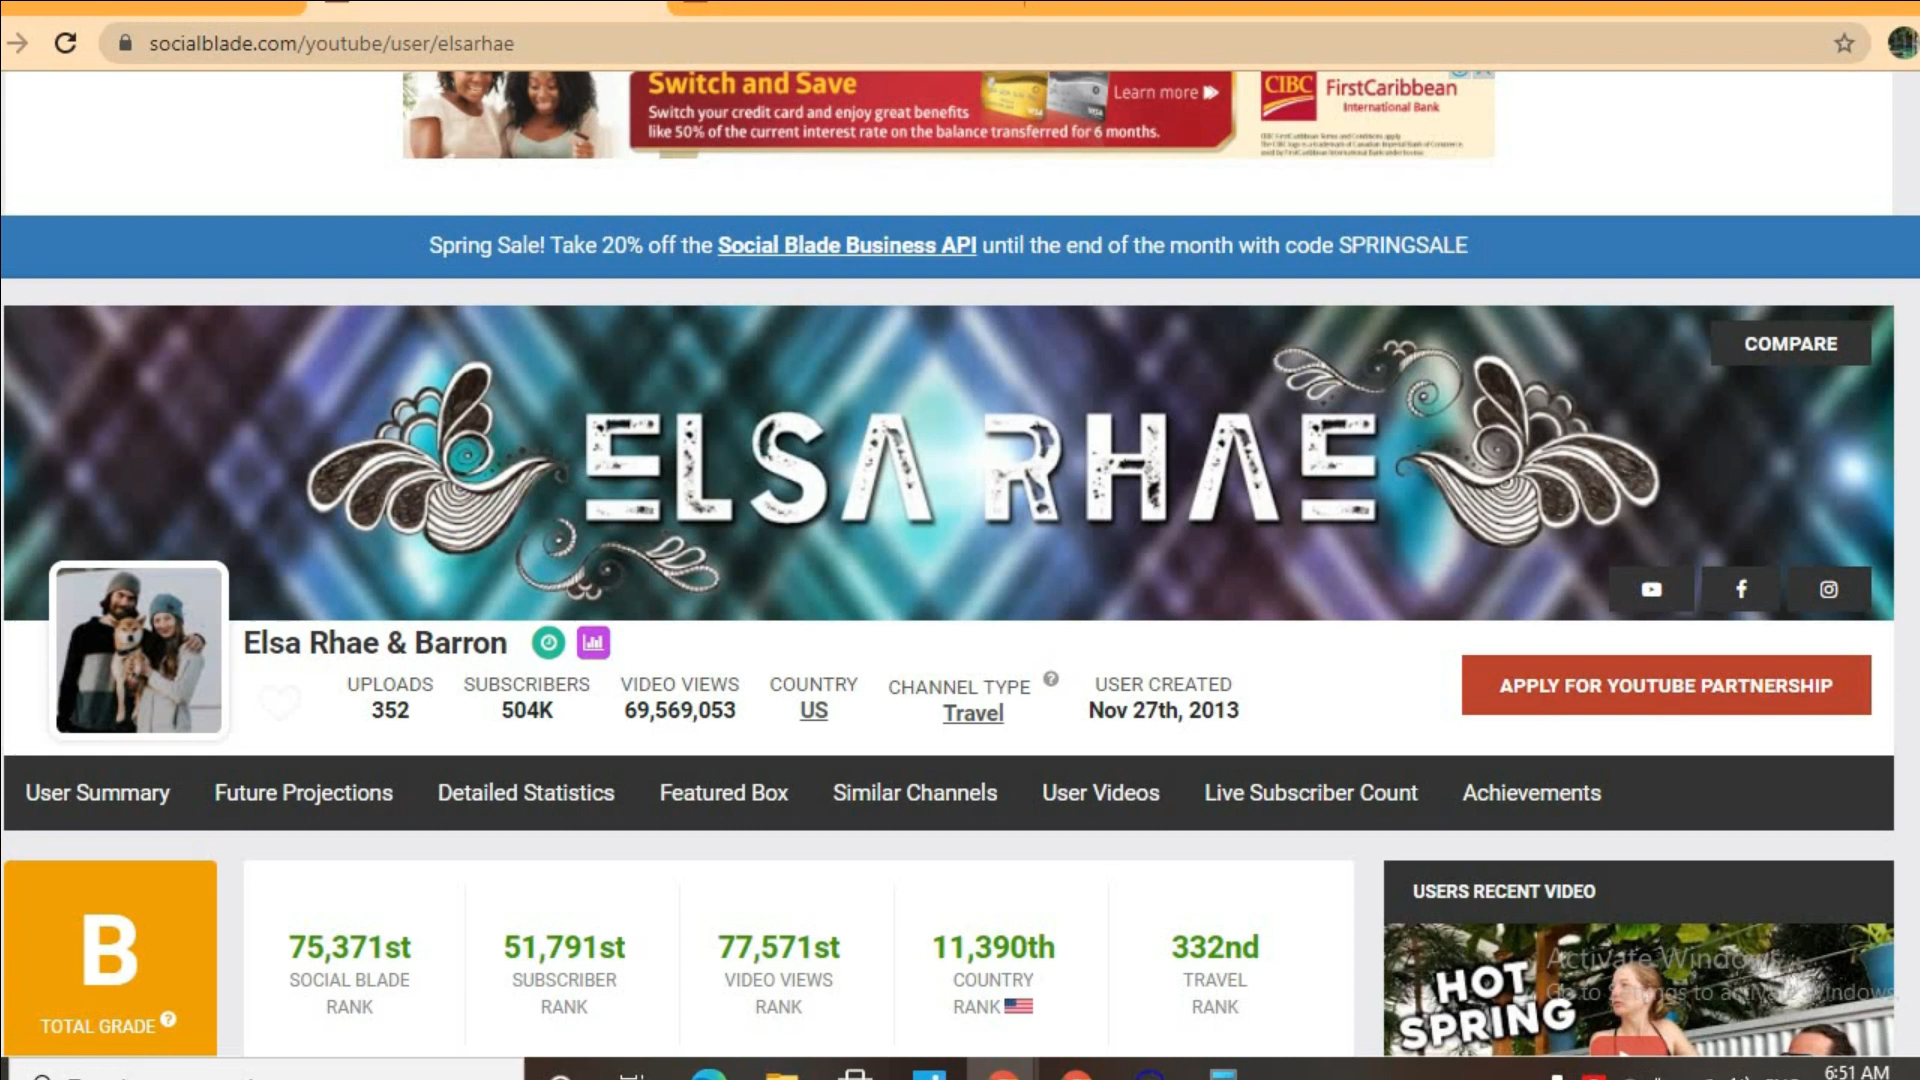 socialblade.com/youtube/user/elsarhae
Switch and Save
Switch your credit card and enjoy great benefits
like 50% of the current interest rate on the balance transferred for 6 months.
Learn more
CIBC FirstCaribbean
International Bank
Spring Sale! Take 20% off the Social Blade Business API until the end of the month with code SPRINGSALE
COMPARE
ELSA RHAE
Elsa Rhae & Barron
UPLOADS
352
SUBSCRIBERS
504K
VIDEO VIEWS
69,569,053
COUNTRY
US
CHANNEL TYPE
Travel
USER CREATED
Nov 27th, 2013
APPLY FOR YOUTUBE PARTNERSHIP
User Summary
Future Projections
Detailed Statistics
Featured Box
Similar Channels
User Videos
Live Subscriber Count
Achievements
B
TOTAL GRADE
75,371st
SOCIAL BLADE
RANK
51,791st
SUBSCRIBER
RANK
77,571st
VIDEO VIEWS
RANK
11,390th
COUNTRY
RANK
332nd
TRAVEL
RANK
USERS RECENT VIDEO
HOT
SPRING
Activate Windows
Go to Settings to activate Windows.
6:51 AM